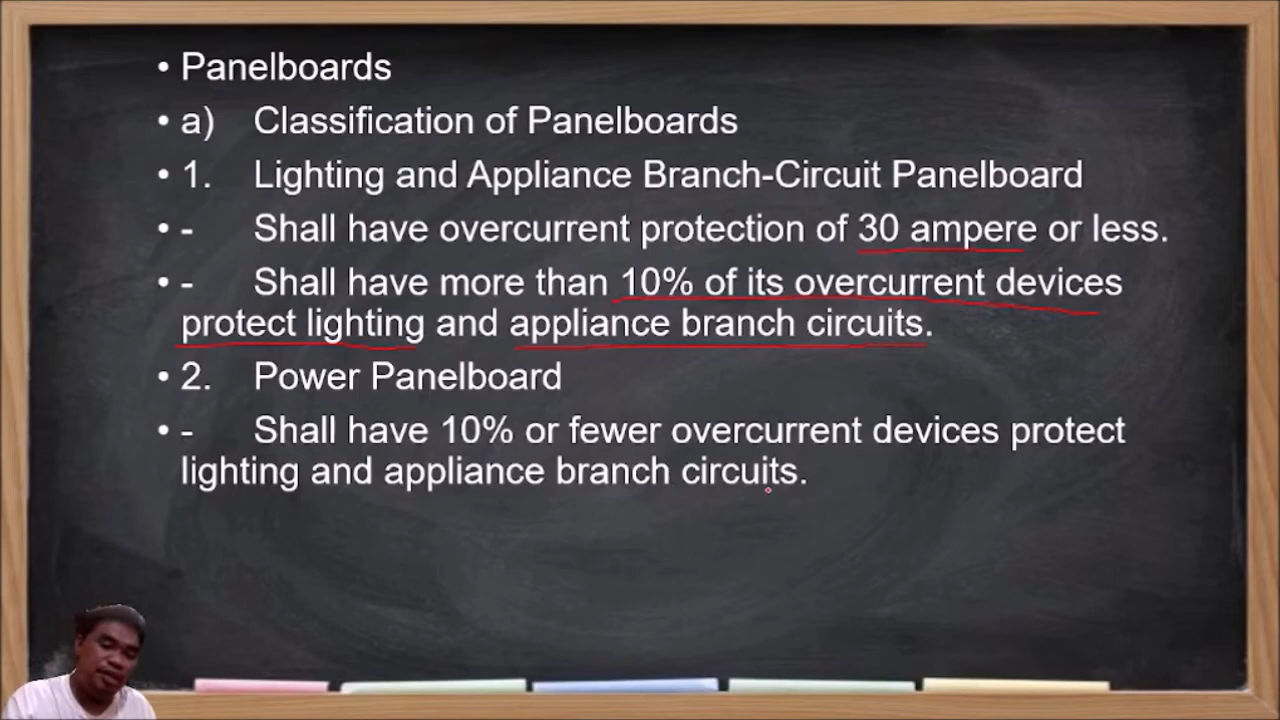 • Panelboards
• a) Classification of Panelboards
• 1. Lighting and Appliance Branch-Circuit Panelboard
• - Shall have overcurrent protection of 30 ampere or less.
• - Shall have more than 10% of its overcurrent devices
protect lighting and appliance branch circuits.
• 2. Power Panelboard
• - Shall have 10% or fewer overcurrent devices protect
lighting and appliance branch circuits.